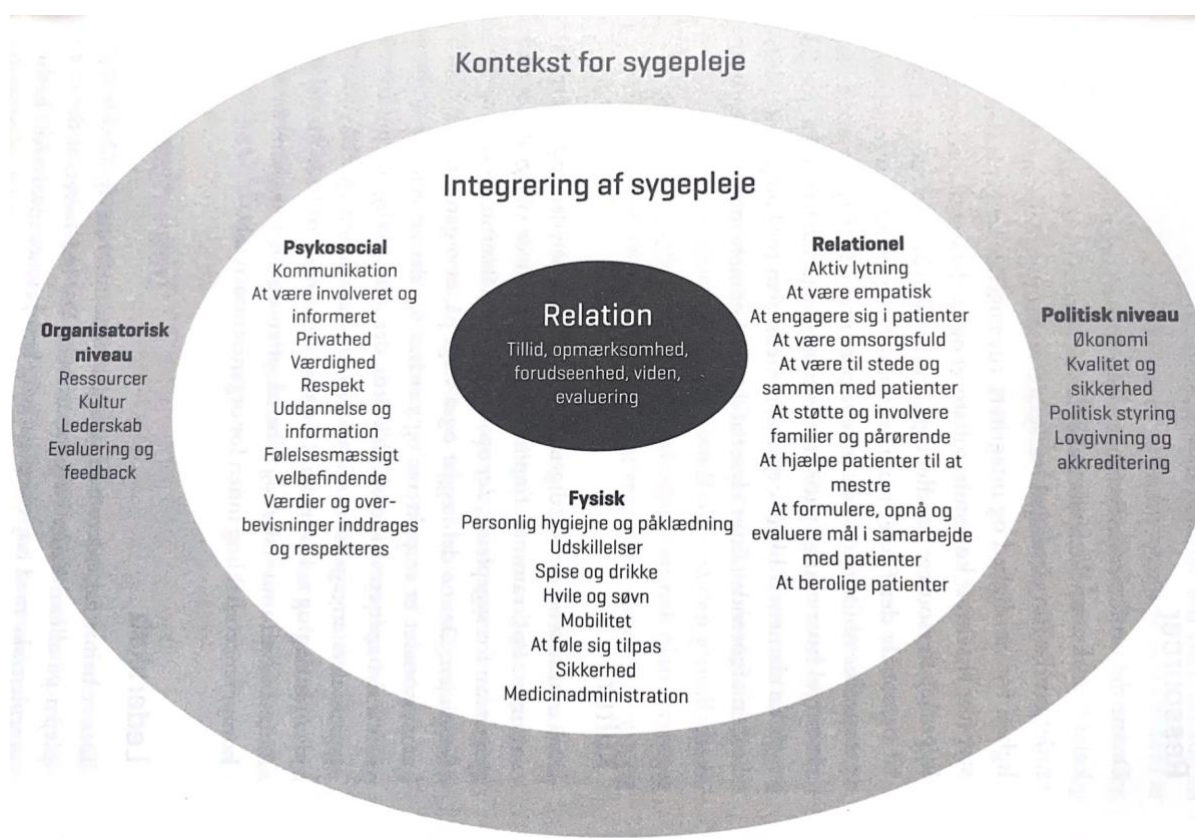 Kontekst for sygepleje
Integrering af sygepleje
Organisatorisk
niveau
Ressourcer
Kultur
Lederskab
Evaluering og
feedback
Psykosocial
Kommunikation
At være involveret og
informeret
Privathed
Værdighed
Respekt
Uddannelse og
information
Følelsesmæssigt
velbefindende
Værdier og over-
bevisninger inddrages
og respekteres
Relation
Tillid, opmærksomhed,
forudseenhed, viden,
evaluering
Fysisk
Personlig hygiejne og påklædning
Udskillelser
Spise og drikke
Hvile og søvn
Mobilitet
At føle sig tilpas
Sikkerhed
Medicinadministration
Relationel
Aktiv lytning
At være empatisk
At engagere sig i patienter
At være omsorgsfuld
At være til stede og
sammen med patienter
At støtte og involvere
familier og pårørende
At hjælpe patienter til at
mestre
At formulere, opnå og
evaluere mål i samarbejde
med patienter
At berolige patienter
Politisk niveau
Økonomi
Kvalitet og
sikkerhed
Politisk styring
Lovgivning og
akkreditering